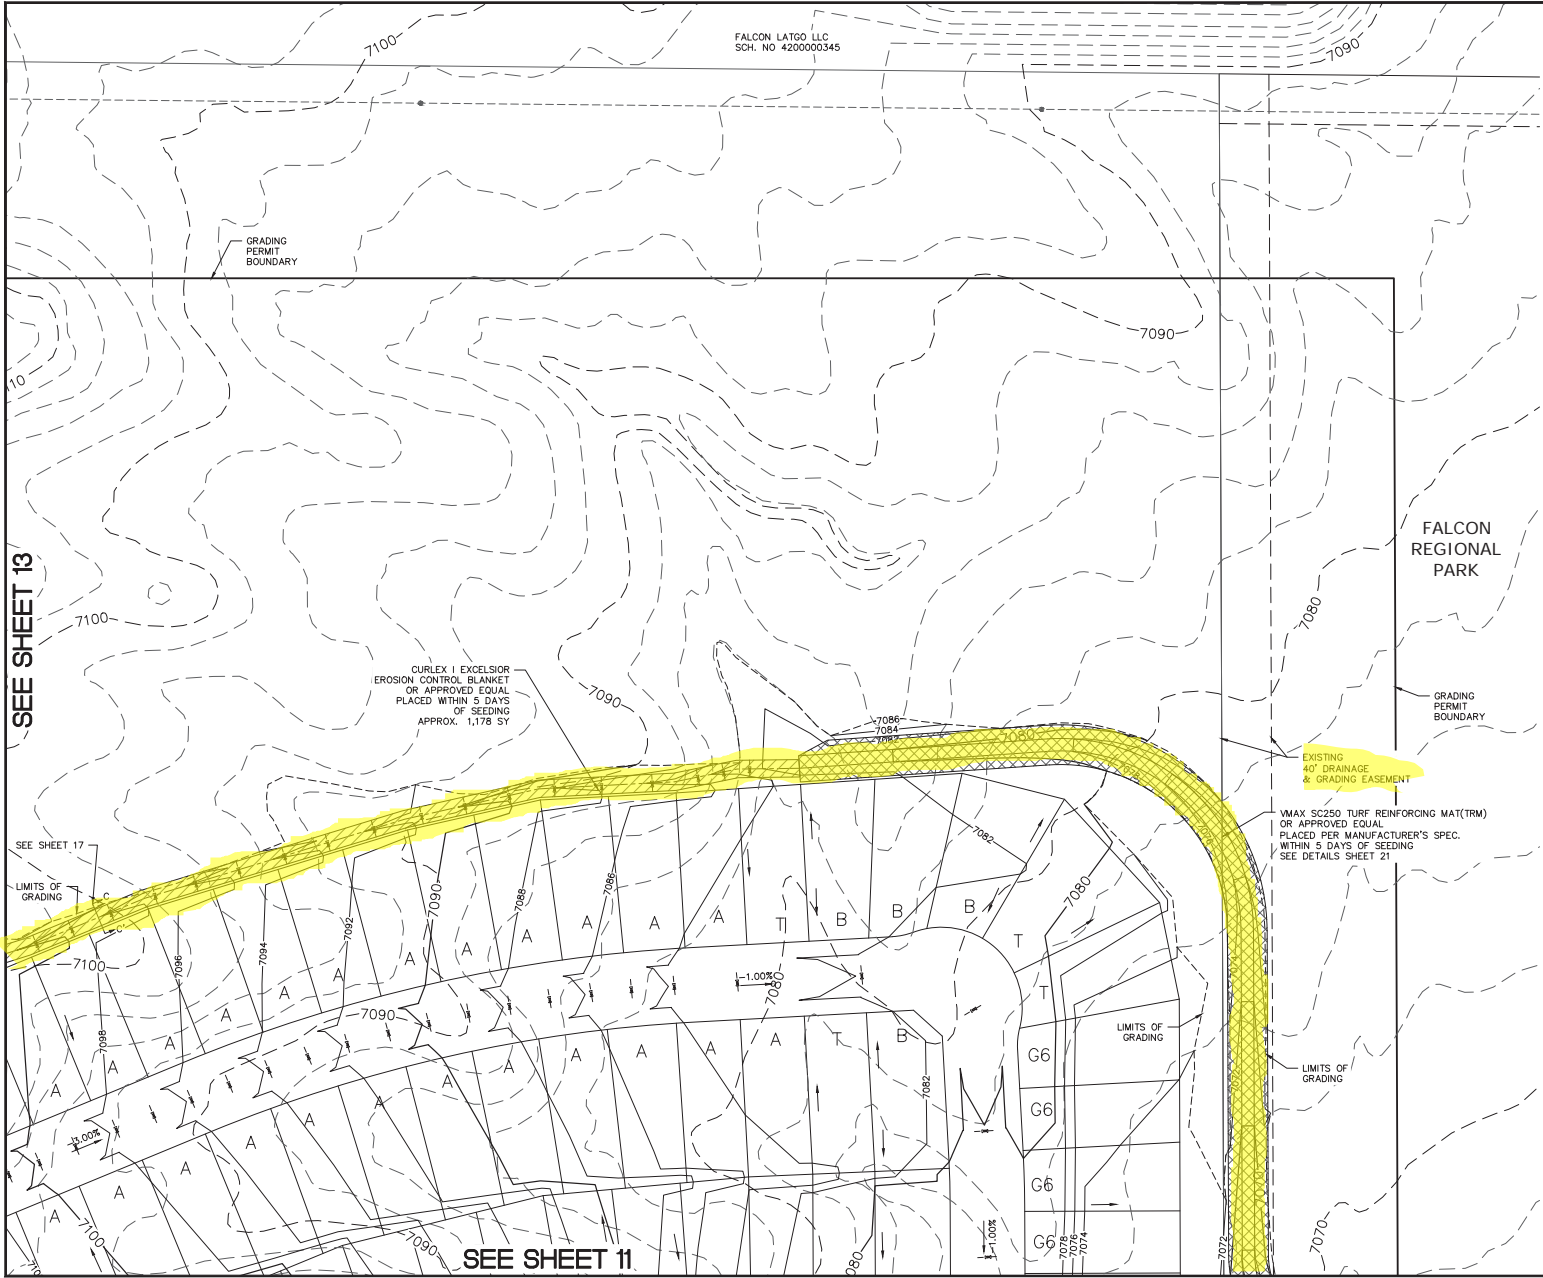 FALCON LATGO LLC
SCH. NO 4200000345
7100
7090
GRADING
PERMIT
BOUNDARY
7090
FALCON
REGIONAL
PARK
SEE SHEET 13
7100
7080
CURLEX I EXCELSIOR
EROSION CONTROL BLANKET
OR APPROVED EQUAL
PLACED WITHIN 5 DAYS
OF SEEDING
APPROX. 1,178 SY
7090
GRADING
PERMIT
BOUNDARY
7086
7084
7082
7080
EXISTING
40' DRAINAGE
& GRADING EASEMENT
VMAX SC250 TURF REINFORCING MAT(TRM)
OR APPROVED EQUAL
PLACED PER MANUFACTURER'S SPEC.
WITHIN 5 DAYS OF SEEDING
SEE DETAILS SHEET 21
7078
7076
7082
SEE SHEET 17
LIMITS OF
GRADING
C
C'
7100
7098
7096
7094
7092
7090
7088
7086
7080
A A A A A A A A A T B B B T
7074
7090
-1.00%
7080
T
LIMITS OF
GRADING
G6
LIMITS OF
GRADING
7072
7082
A A A A A A A A A A T B
G6
-3.00%
G6
G6
7100
7090
7080
-1.00%
7078
7076
7074
7072
7070
SEE SHEET 11